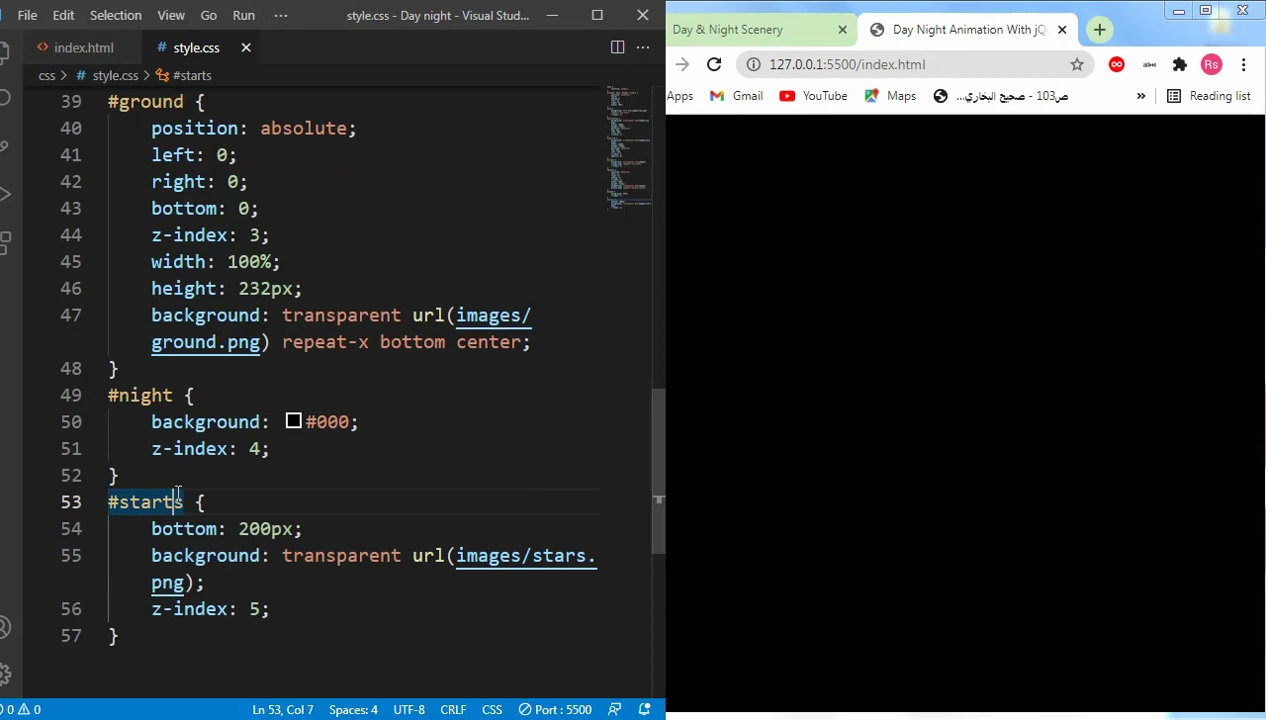 File Edit Selection View Go Run ··· style.css - Day night - Visual Stud...
index.html style.css
css > style.css > #starts
39 #ground {
40 position: absolute;
41 left: 0;
42 right: 0;
43 bottom: 0;
44 z-index: 3;
45 width: 100%;
46 height: 232px;
47 background: transparent url(images/
ground.png) repeat-x bottom center;
48 }
49 #night {
50 background: #000;
51 z-index: 4;
52 }
53 #starts {
54 bottom: 200px;
55 background: transparent url(images/stars.
png);
56 z-index: 5;
57 }
0 0 Ln 53, Col 7 Spaces: 4 UTF-8 CRLF CSS Port : 5500
Day & Night Scenery Day Night Animation With jQ
127.0.0.1:5500/index.html Rs
Apps Gmail YouTube Maps ص103 - صحيح البخاري... » Reading list